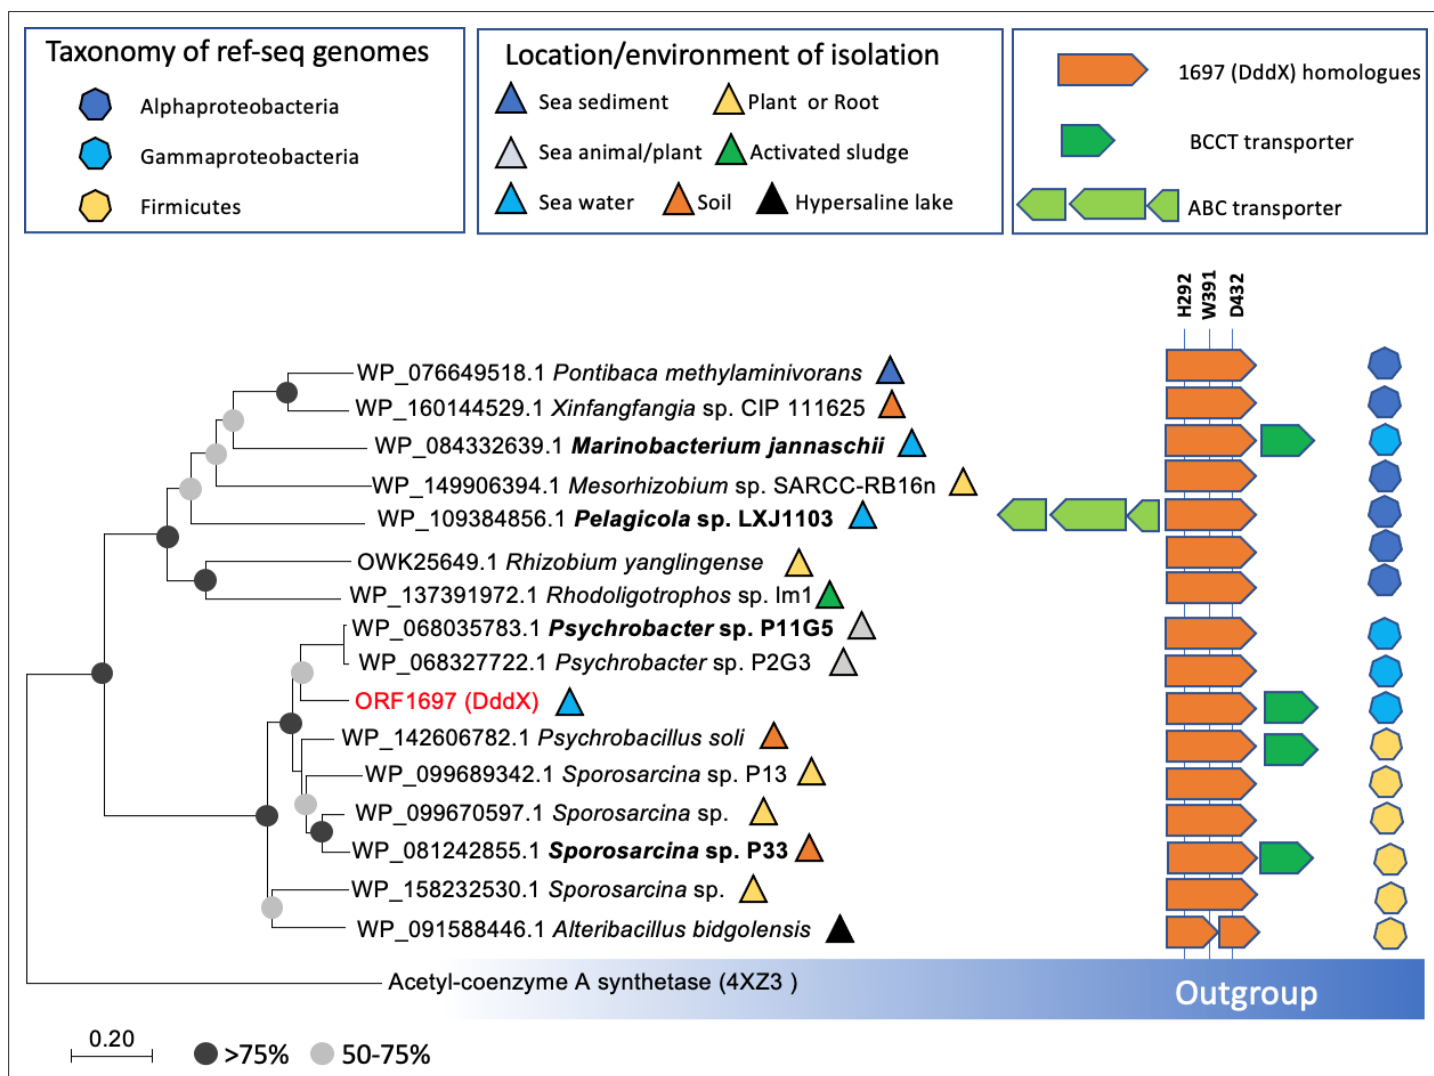 Taxonomy of ref-seq genomes
Alphaproteobacteria
Gammaproteobacteria
Firmicutes
Location/environment of isolation
Sea sediment
Plant or Root
Sea animal/plant
Activated sludge
Sea water
Soil
Hypersaline lake
1697 (DddX) homologues
BCCT transporter
ABC transporter
H292
W391
D432
WP_076649518.1 Pontibaca methylaminivorans
WP_160144529.1 Xinfangfangia sp. CIP 111625
WP_084332639.1 Marinobacterium jannaschii
WP_149906394.1 Mesorhizobium sp. SARCC-RB16n
WP_109384856.1 Pelagicola sp. LXJ1103
OWK25649.1 Rhizobium yanglingense
WP_137391972.1 Rhodoligotrophos sp. lm1
WP_068035783.1 Psychrobacter sp. P11G5
WP_068327722.1 Psychrobacter sp. P2G3
ORF1697 (DddX)
WP_142606782.1 Psychrobacillus soli
WP_099689342.1 Sporosarcina sp. P13
WP_099670597.1 Sporosarcina sp.
WP_081242855.1 Sporosarcina sp. P33
WP_158232530.1 Sporosarcina sp.
WP_091588446.1 Alteribacillus bidgolensis
Acetyl-coenzyme A synthetase (4XZ3 )
Outgroup
0.20
>75%
50-75%